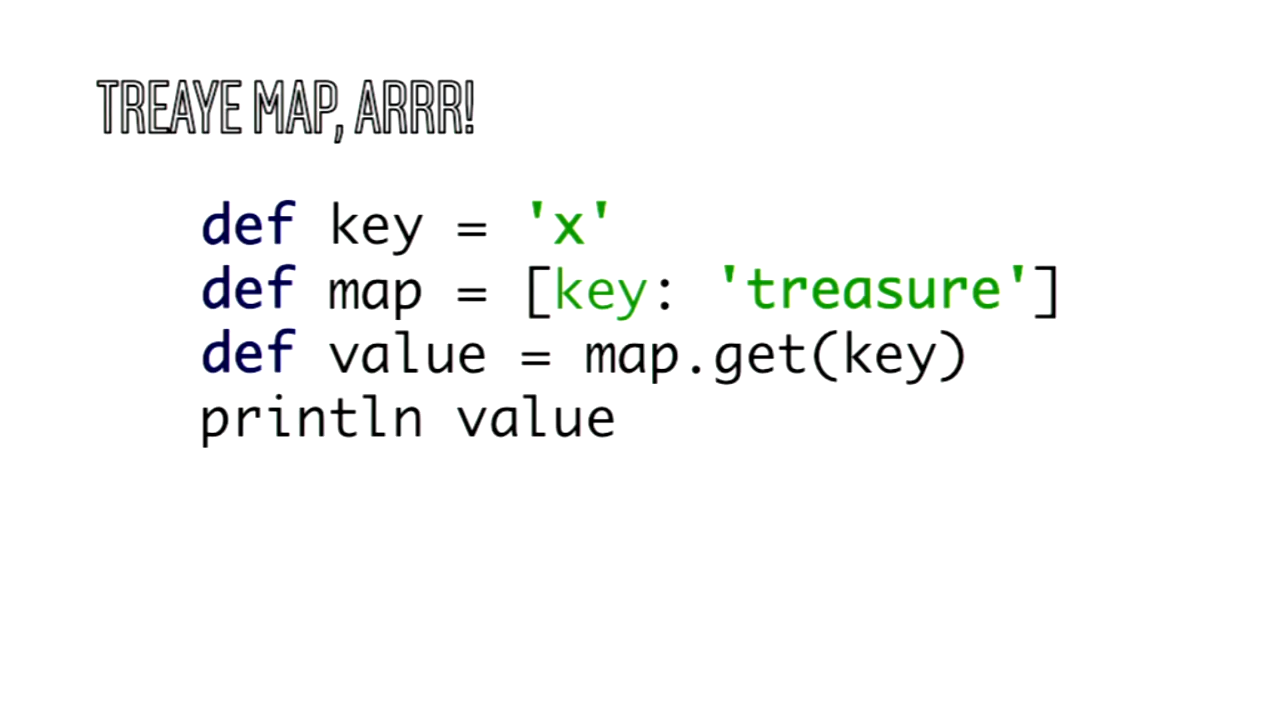 TREAYE MAP, ARRR!
def key = 'x'
def map = [key: 'treasure']
def value = map.get(key)
println value